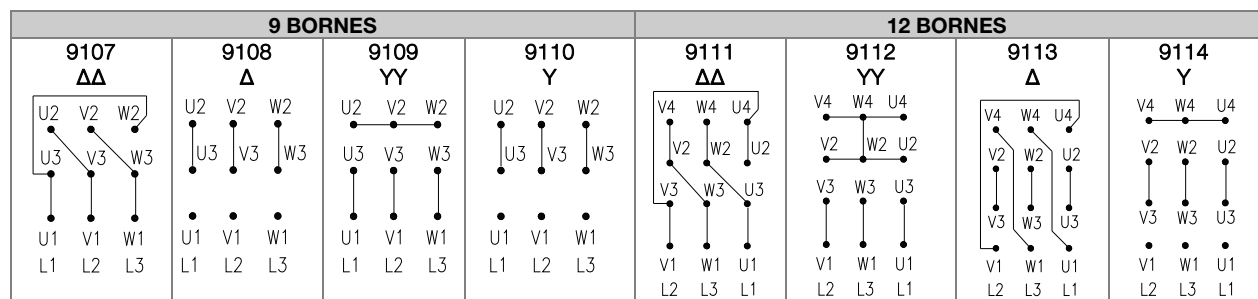 9 BORNES 12 BORNES
9107 9108 9109 9110 9111 9112 9113 9114
ΔΔ Δ YY Y ΔΔ YY Δ Y
U2 V2 W2
U3 V3 W3
U1 V1 W1
L1 L2 L3
U2 V2 W2
U3 V3 W3
U1 V1 W1
L1 L2 L3
U2 V2 W2
U3 V3 W3
U1 V1 W1
L1 L2 L3
U2 V2 W2
U3 V3 W3
U1 V1 W1
L1 L2 L3
V4 W4 U4
V2 W2 U2
V3 W3 U3
V1 W1 U1
L2 L3 L1
V4 W4 U4
V2 W2 U2
V3 W3 U3
V1 W1 U1
L2 L3 L1
V4 W4 U4
V2 W2 U2
V3 W3 U3
V1 W1 U1
L2 L3 L1
V4 W4 U4
V2 W2 U2
V3 W3 U3
V1 W1 U1
L2 L3 L1